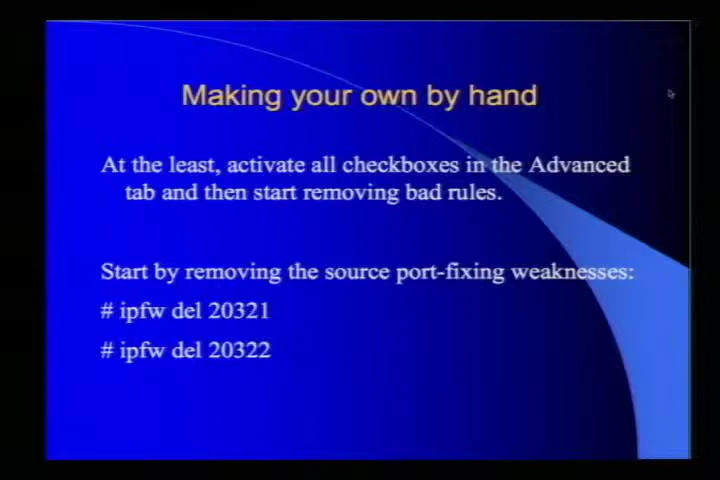 Making your own by hand
At the least, activate all checkboxes in the Advanced
tab and then start removing bad rules.
Start by removing the source port-fixing weaknesses:
# ipfw del 20321
# ipfw del 20322